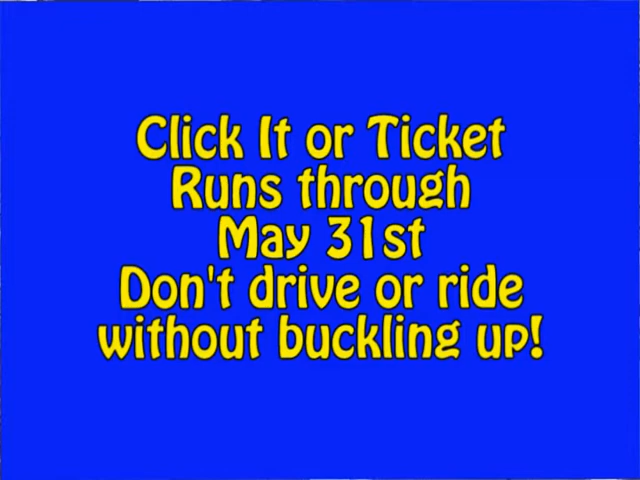 Click It or Ticket
Runs through
May 31st
Don't drive or ride
without buckling up!